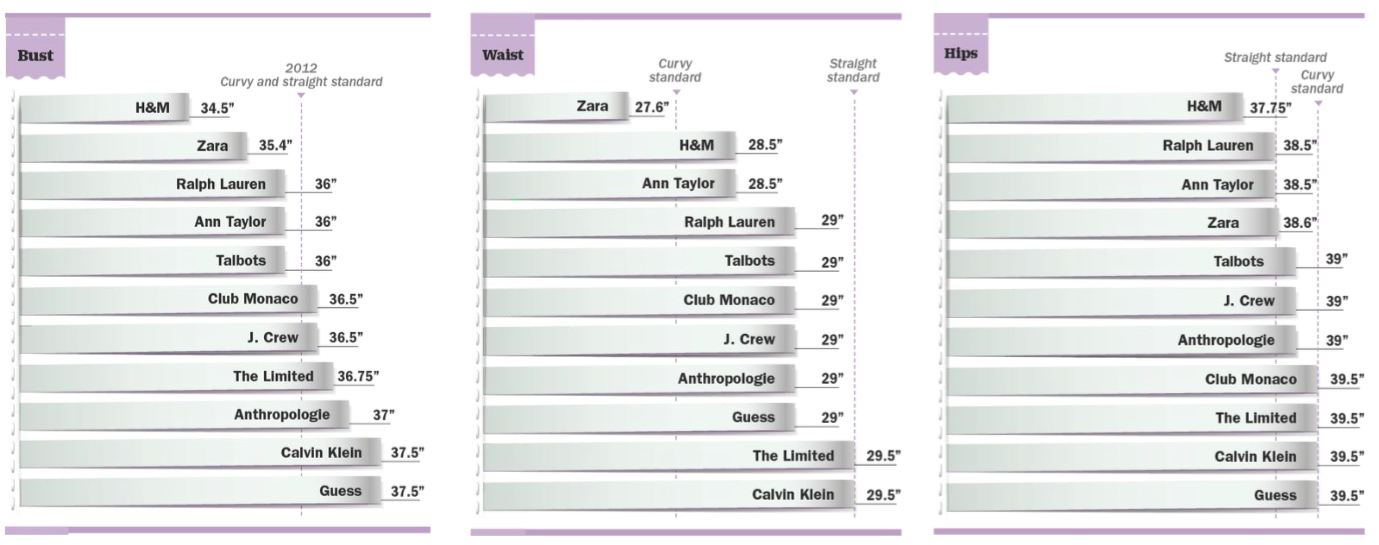 Bust
2012
Curvy and straight standard
H&M 34.5”
Zara 35.4”
Ralph Lauren 36”
Ann Taylor 36”
Talbots 36”
Club Monaco 36.5”
J. Crew 36.5”
The Limited 36.75”
Anthropologie 37”
Calvin Klein 37.5”
Guess 37.5”
Waist
Curvy
standard
Straight
standard
Zara 27.6”
H&M 28.5”
Ann Taylor 28.5”
Ralph Lauren 29”
Talbots 29”
Club Monaco 29”
J. Crew 29”
Anthropologie 29”
Guess 29”
The Limited 29.5”
Calvin Klein 29.5”
Hips
Straight standard
Curvy
standard
H&M 37.75”
Ralph Lauren 38.5”
Ann Taylor 38.5”
Zara 38.6”
Talbots 39”
J. Crew 39”
Anthropologie 39”
Club Monaco 39.5”
The Limited 39.5”
Calvin Klein 39.5”
Guess 39.5”